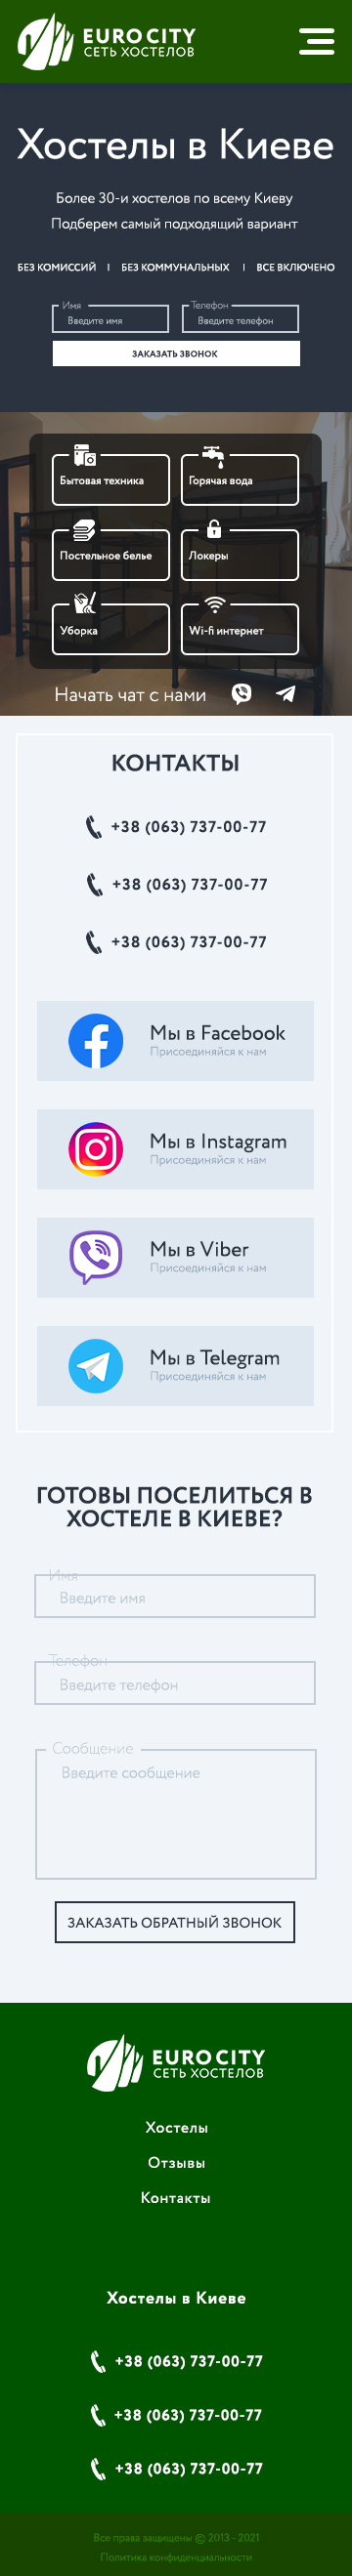 EUROCITY
СЕТЬ ХОСТЕЛОВ
Хостелы в Киеве
Более 30-и хостелов по всему Киеву
Подберем самый подходящий вариант
БЕЗ КОМИССИЙ | БЕЗ КОММУНАЛЬНЫХ | ВСЕ ВКЛЮЧЕНО
Имя Телефон
Введите имя Введите телефон
ЗАКАЗАТЬ ЗВОНОК
Бытовая техника Горячая вода
Постельное белье Локеры
Уборка Wi-fi интернет
Начать чат с нами
КОНТАКТЫ
+38 (063) 737-00-77
+38 (063) 737-00-77
+38 (063) 737-00-77
Мы в Facebook
Присоединяйся к нам
Мы в Instagram
Присоединяйся к нам
Мы в Viber
Присоединяйся к нам
Мы в Telegram
Присоединяйся к нам
ГОТОВЫ ПОСЕЛИТЬСЯ В
ХОСТЕЛЕ В КИЕВЕ?
Имя
Введите имя
Телефон
Введите телефон
Сообщение
Введите сообщение
ЗАКАЗАТЬ ОБРАТНЫЙ ЗВОНОК
EUROCITY
СЕТЬ ХОСТЕЛОВ
Хостелы
Отзывы
Контакты
Хостелы в Киеве
+38 (063) 737-00-77
+38 (063) 737-00-77
+38 (063) 737-00-77
Все права защищены © 2013 - 2021
Политика конфиденциальности